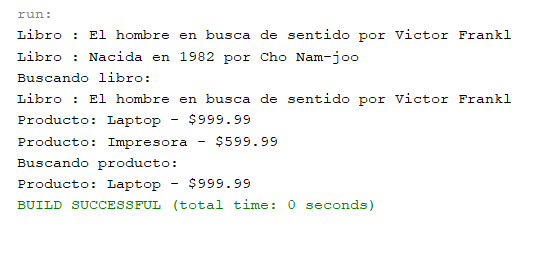 run:
Libro : El hombre en busca de sentido por Victor Frankl
Libro : Nacida en 1982 por Cho Nam-joo
Buscando libro:
Libro : El hombre en busca de sentido por Victor Frankl
Producto: Laptop - $999.99
Producto: Impresora - $599.99
Buscando producto:
Producto: Laptop - $999.99
BUILD SUCCESSFUL (total time: 0 seconds)